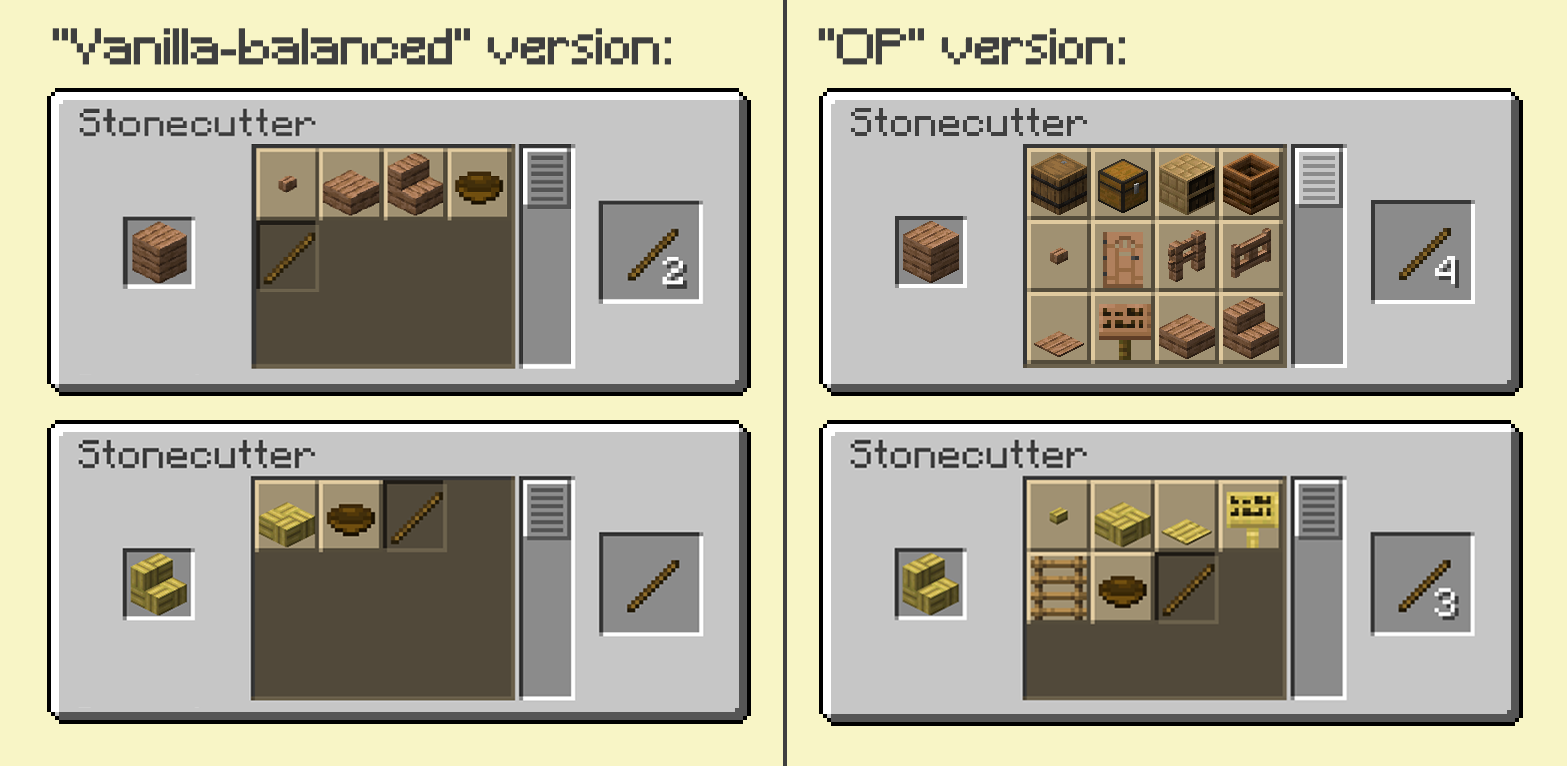 "Vanilla-balanced" version:
Stonecutter
2
Stonecutter
"OP" version:
Stonecutter
4
Stonecutter
3